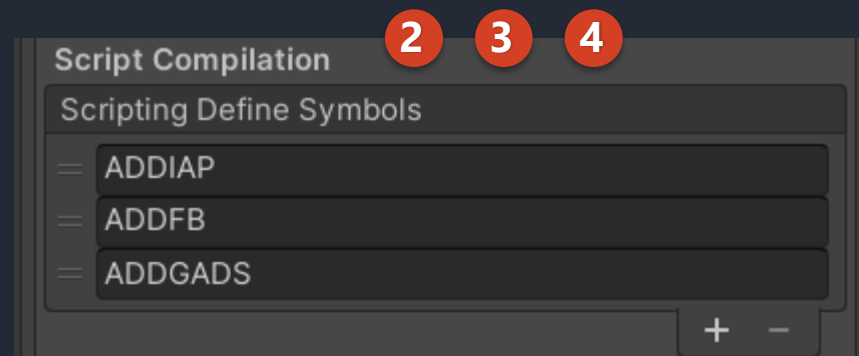 2 3 4
Script Compilation
Scripting Define Symbols
ADDIAP
ADDFB
ADDGADS